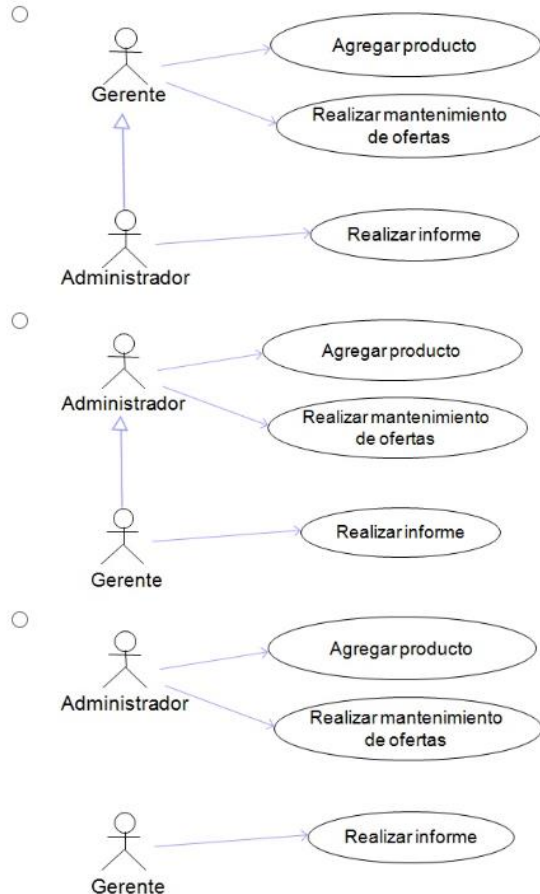 Agregar producto
Gerente
Realizar mantenimiento
de ofertas
Realizar informe
Administrador
Agregar producto
Administrador
Realizar mantenimiento
de ofertas
Realizar informe
Gerente
Agregar producto
Administrador
Realizar mantenimiento
de ofertas
Realizar informe
Gerente